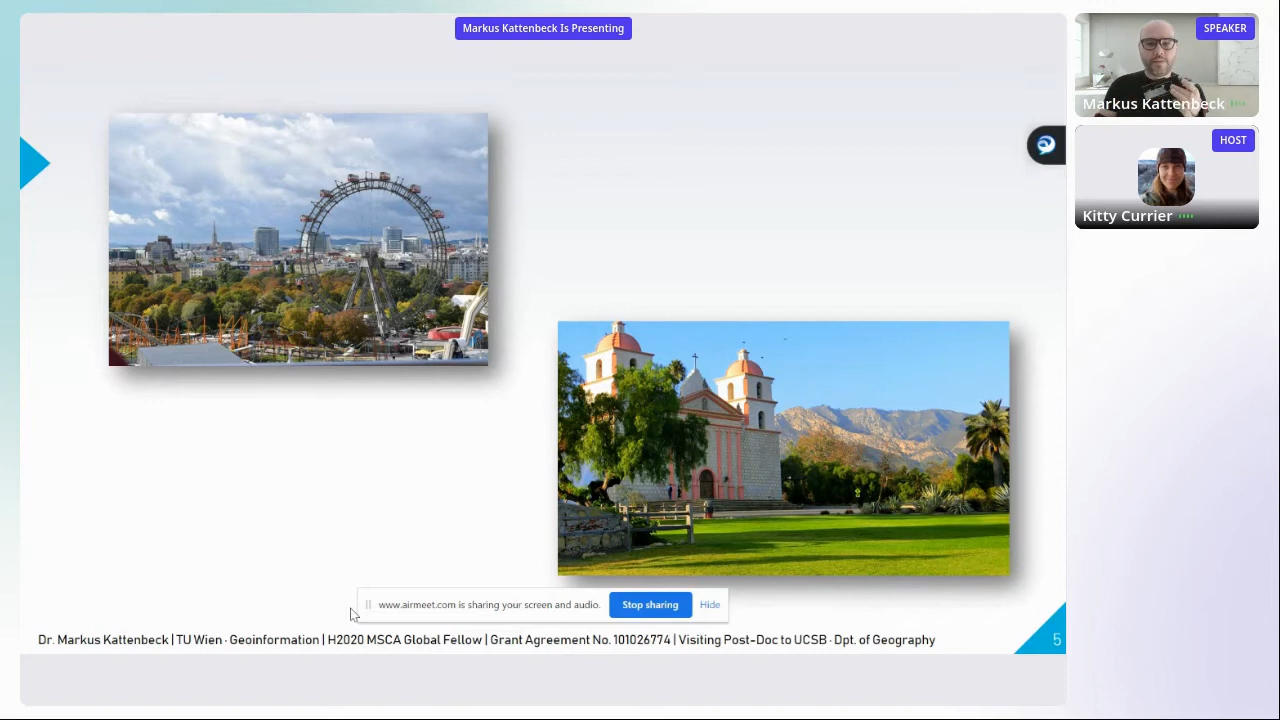 Markus Kattenbeck Is Presenting
SPEAKER
Markus Kattenbeck
HOST
Kitty Currier
www.airmeet.com is sharing your screen and audio.
Stop sharing
Hide
Dr. Markus Kattenbeck | TU Wien · Geoinformation | H2020 MSCA Global Fellow | Grant Agreement No. 101026774 | Visiting Post-Doc to UCSB · Dpt. of Geography
5